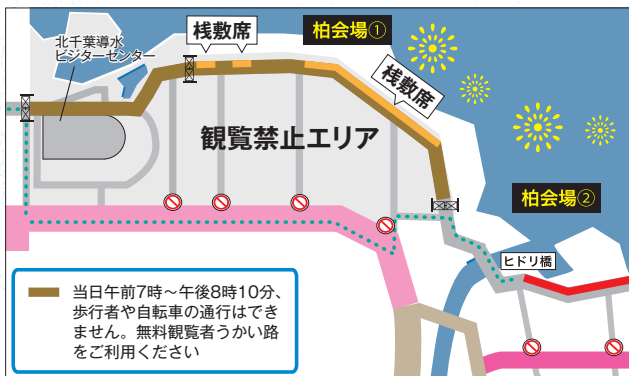 桟敷席
柏会場①
北千葉導水
ビジターセンター
桟敷席
観覧禁止エリア
柏会場②
ヒドリ橋
当日午前7時～午後8時10分、
歩行者や自転車の通行はでき
ません。無料観覧者うかい路
をご利用ください